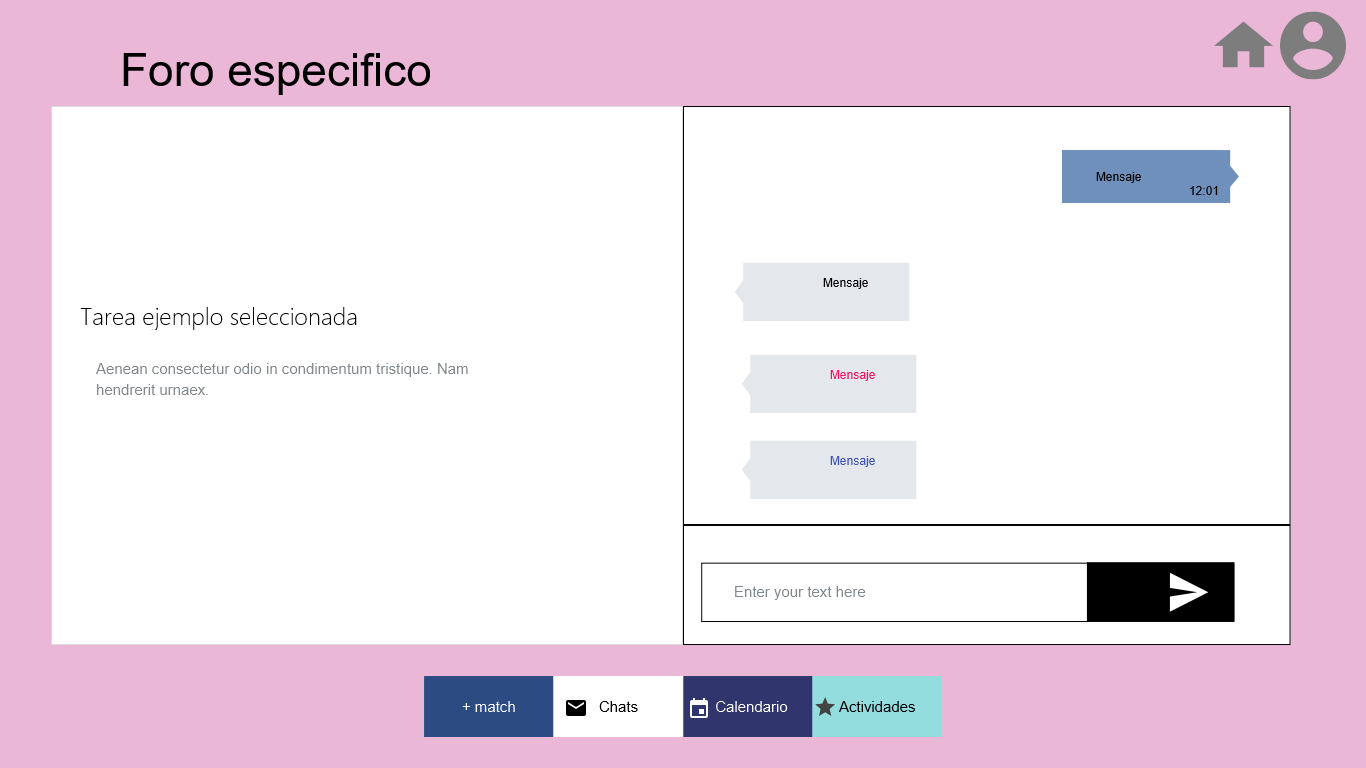 Foro especifico
Tarea ejemplo seleccionada
Aenean consectetur odio in condimentum tristique. Nam
hendrerit urnaex.
Mensaje
12:01
Mensaje
Mensaje
Mensaje
Enter your text here
+ match
Chats
Calendario
Actividades